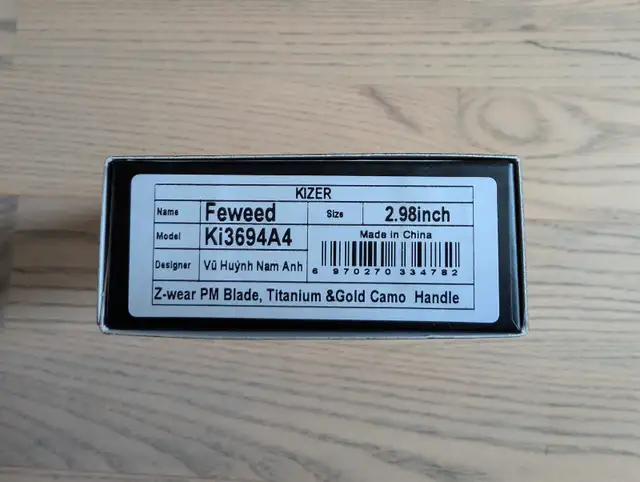 KIZER
Name Feweed Size 2.98inch
Model Ki3694A4 Made in China
Designer Vũ Huỳnh Nam Anh 6 970270 334782
Z-wear PM Blade, Titanium &Gold Camo Handle